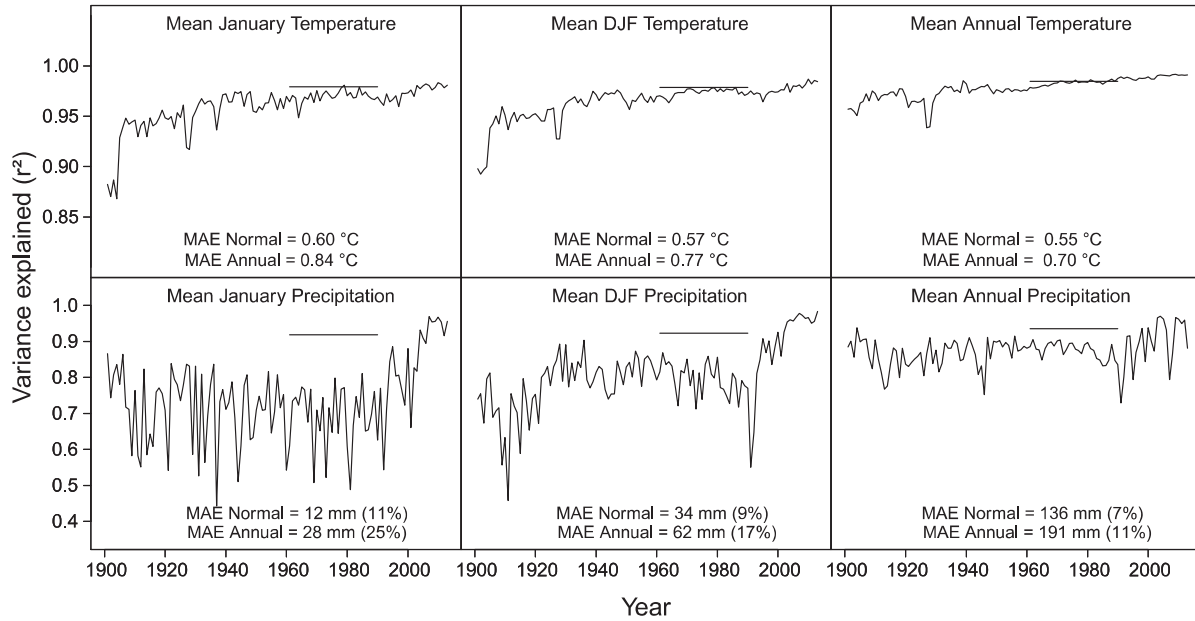 Mean January Temperature
Mean DJF Temperature
Mean Annual Temperature
1.00
0.95
0.90
0.85
MAE Normal = 0.60 °C
MAE Annual = 0.84 °C
MAE Normal = 0.57 °C
MAE Annual = 0.77 °C
MAE Normal = 0.55 °C
MAE Annual = 0.70 °C
Variance explained (r²)
Mean January Precipitation
Mean DJF Precipitation
Mean Annual Precipitation
1.0
0.9
0.8
0.7
0.6
0.5
0.4
MAE Normal = 12 mm (11%)
MAE Annual = 28 mm (25%)
MAE Normal = 34 mm (9%)
MAE Annual = 62 mm (17%)
MAE Normal = 136 mm (7%)
MAE Annual = 191 mm (11%)
1900 1920 1940 1960 1980 2000
1900 1920 1940 1960 1980 2000
1900 1920 1940 1960 1980 2000
Year